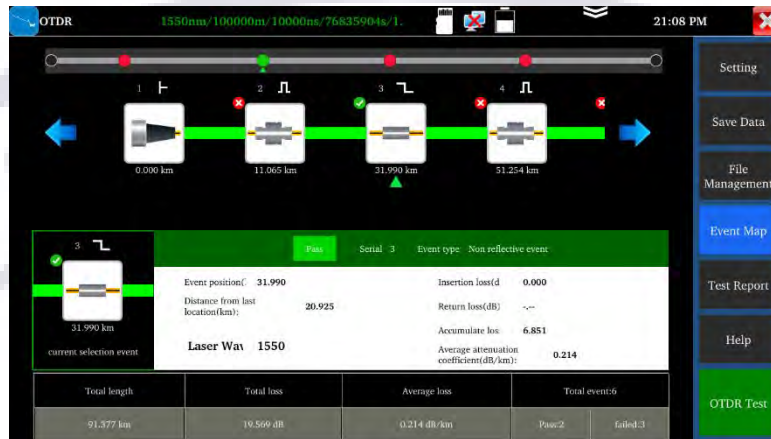 OTDR 1550nm/100000m/10000ns/76835904s/1. 21:08 PM
1 2 3 4
0.000 km 11.065 km 31.990 km 51.254 km
3
31.990 km
current selection event
Pass Serial 3 Event type Non reflective event
Event position(. 31.990 Insertion loss(d 0.000
Distance from last
location(km): 20.925
Return loss(dB) -.--
Accumulate los 6.851
Laser Wav 1550
Average attenuation
coefficient(dB/km): 0.214
Total length Total loss Average loss Total event:6
91.377 km 19.569 dB 0.214 dB/km Pass:2 failed:3
Setting
Save Data
File
Management
Event Map
Test Report
Help
OTDR Test